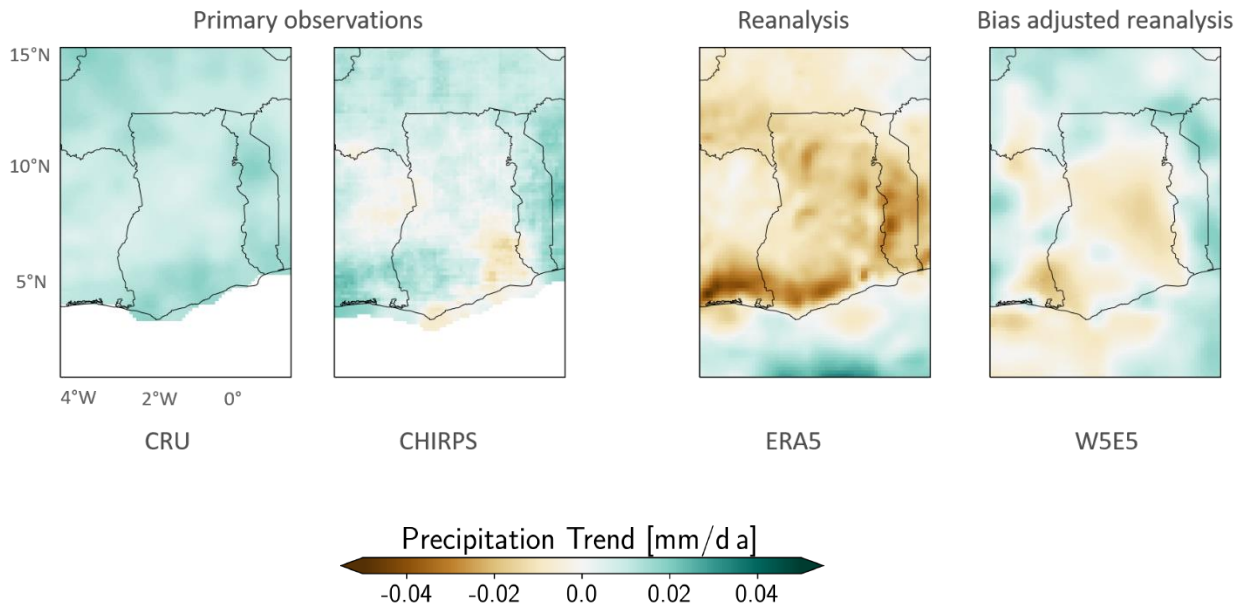 Primary observations
Reanalysis
Bias adjusted reanalysis
15°N
10°N
5°N
4°W 2°W 0°
CRU
CHIRPS
ERA5
W5E5
Precipitation Trend [mm/d a]
-0.04 -0.02 0.0 0.02 0.04